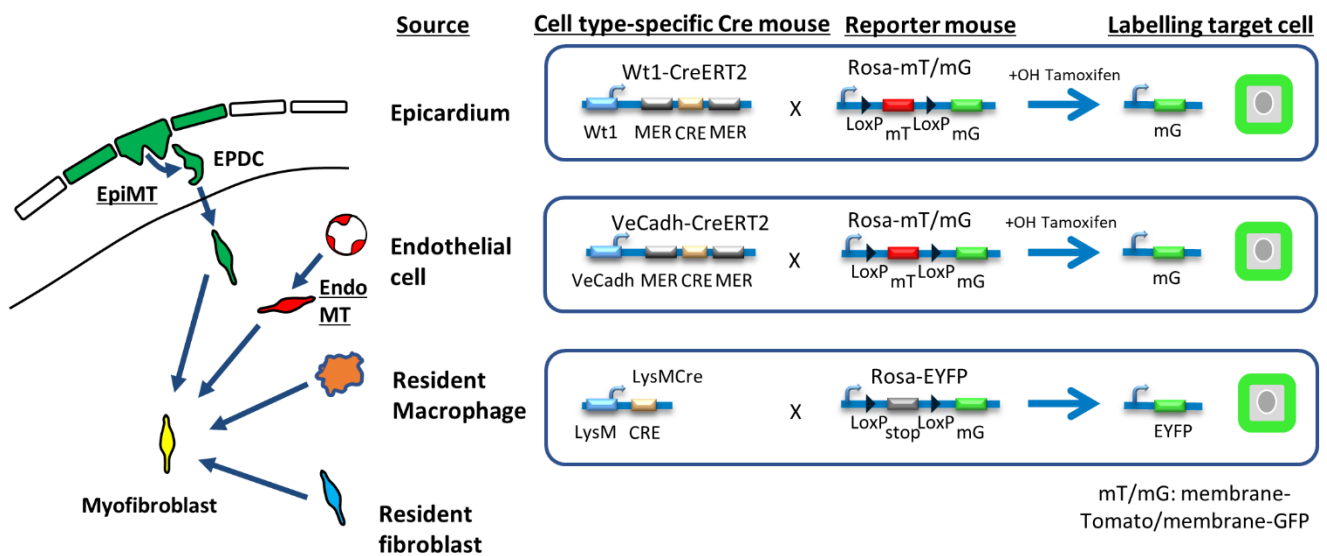 Source
Cell type-specific Cre mouse
Reporter mouse
Labelling target cell
Epicardium
EPDC
EpiMT
Wt1-CreERT2
Wt1
MER
CRE
MER
X
Rosa-mT/mG
LoxP
mT
LoxP
mG
+OH Tamoxifen
mG
Endothelial
cell
Endo
MT
VeCadh-CreERT2
VeCadh
MER
CRE
MER
X
Rosa-mT/mG
LoxP
mT
LoxP
mG
+OH Tamoxifen
mG
Resident
Macrophage
LysMCre
LysM
CRE
X
Rosa-EYFP
LoxP
stop
LoxP
mG
EYFP
Myofibroblast
Resident
fibroblast
mT/mG: membrane-
Tomato/membrane-GFP